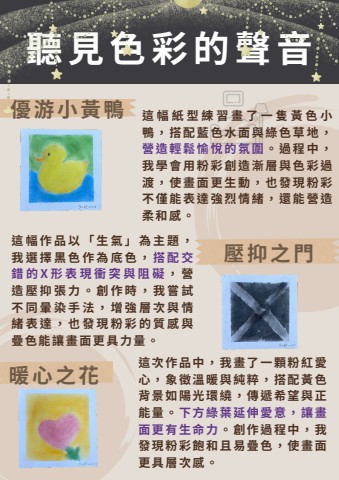 聽見色彩的聲音
優游小黃鴨
這幅紙型練習畫了一隻黃色小
鴨，搭配藍色水面與綠色草地，
營造輕鬆愉悅的氛圍。過程中，
我學會用粉彩創造漸層與色彩過
渡，使畫面更生動，也發現粉彩
不僅能表達強烈情緒，還能營造
柔和感。
這幅作品以「生氣」為主題，
我選擇黑色作為底色，搭配交
錯的X形表現衝突與阻礙，營
造壓抑張力。創作時，我嘗試
不同暈染手法，增強層次與情
緒表達，也發現粉彩的質感與
疊色能讓畫面更具力量。
壓抑之門
暖心之花
這次作品中，我畫了一顆粉紅愛
心，象徵溫暖與純粹，搭配黃色
背景如陽光環繞，傳遞希望與正
能量。下方綠葉延伸愛意，讓畫
面更有生命力。創作過程中，我
發現粉彩飽和且易疊色，使畫面
更具層次感。